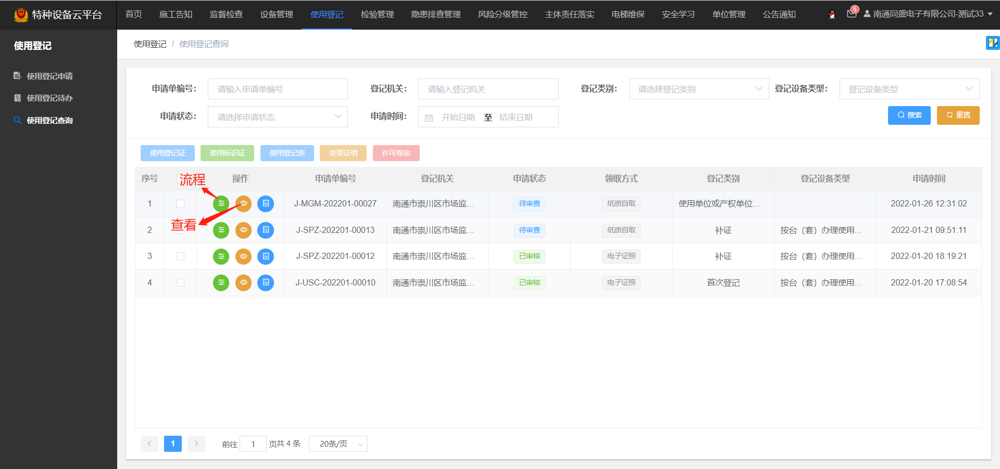 特种设备云平台 首页 施工告知 监督检查 设备管理 使用登记 检验管理 隐患排查管理 风险分级管控 主体责任落实 电梯维保 安全学习 单位管理 公告通知 5 南通同盛电子有限公司-测试33
使用登记
使用登记申请
使用登记待办
使用登记查询
使用登记 / 使用登记查询
申请单编号： 请输入申请单编号 登记机关： 请输入登记机关 登记类别： 请选择登记类别 登记设备类型： 登记设备类型
申请状态： 请选择申请状态 申请时间： 开始日期 至 结束日期 搜索 重置
使用登记证 使用标识证 使用登记表 变更证明 许可卷宗
序号 流程 操作 申请单编号 登记机关 申请状态 领取方式 登记类别 登记设备类型 申请时间
1 J-MGM-202201-00027 南通市崇川区市场监... 待审查 纸质自取 使用单位或产权单位... 2022-01-26 12:31:02
查看
2 J-SPZ-202201-00013 南通市崇川区市场监... 待审查 纸质自取 补证 按台（套）办理使用... 2022-01-21 09:51:11
3 J-SPZ-202201-00012 南通市崇川区市场监... 已审核 电子证照 补证 按台（套）办理使用... 2022-01-20 18:19:21
4 J-USC-202201-00010 南通市崇川区市场监... 已审核 电子证照 首次登记 按台（套）办理使用... 2022-01-20 17:08:54
1 前往 1 页共 4 条 20条/页